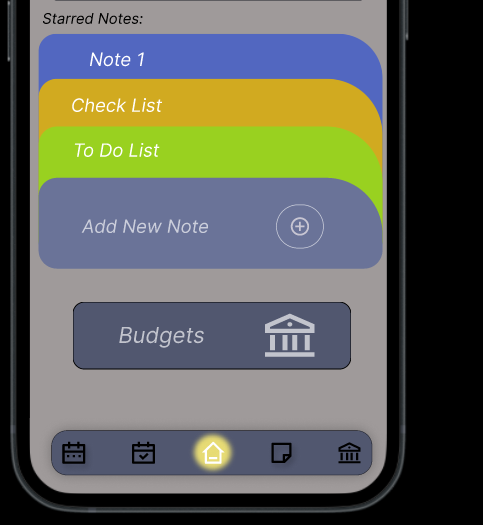 Starred Notes:
Note 1
Check List
To Do List
Add New Note
Budgets